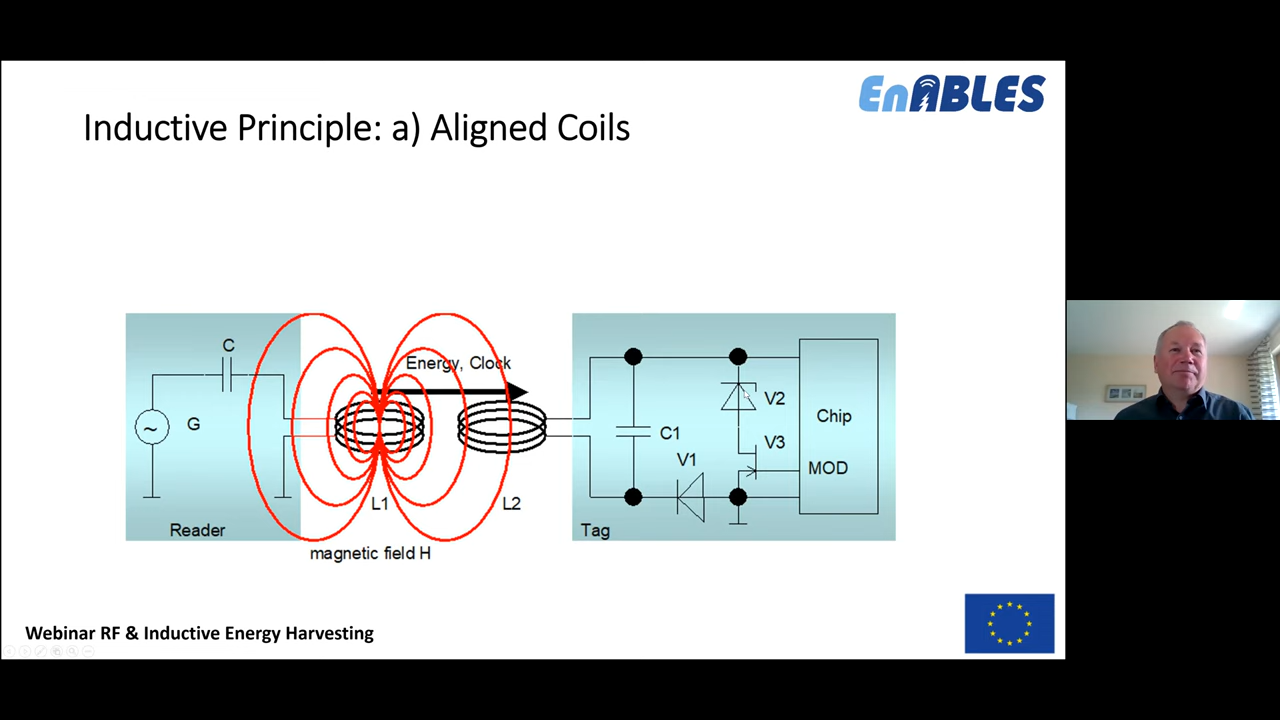 EnABLES
Inductive Principle: a) Aligned Coils
C
Energy, Clock
G
~
V2
Chip
C1
V3
V1
MOD
L1
L2
Reader
Tag
magnetic field H
Webinar RF & Inductive Energy Harvesting